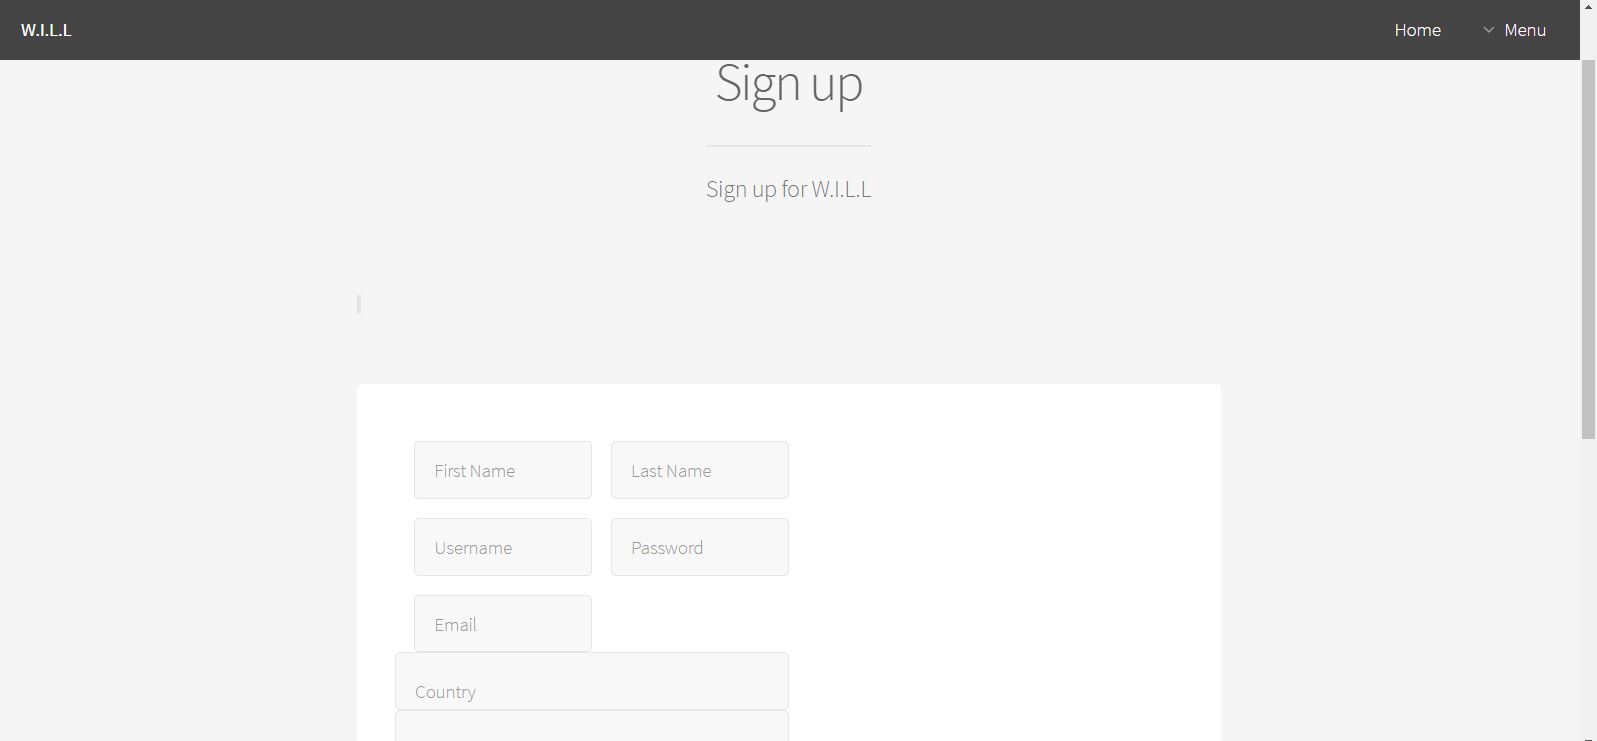 W.I.L.L
Home
Menu
Sign up
Sign up for W.I.L.L
First Name
Last Name
Username
Password
Email
Country